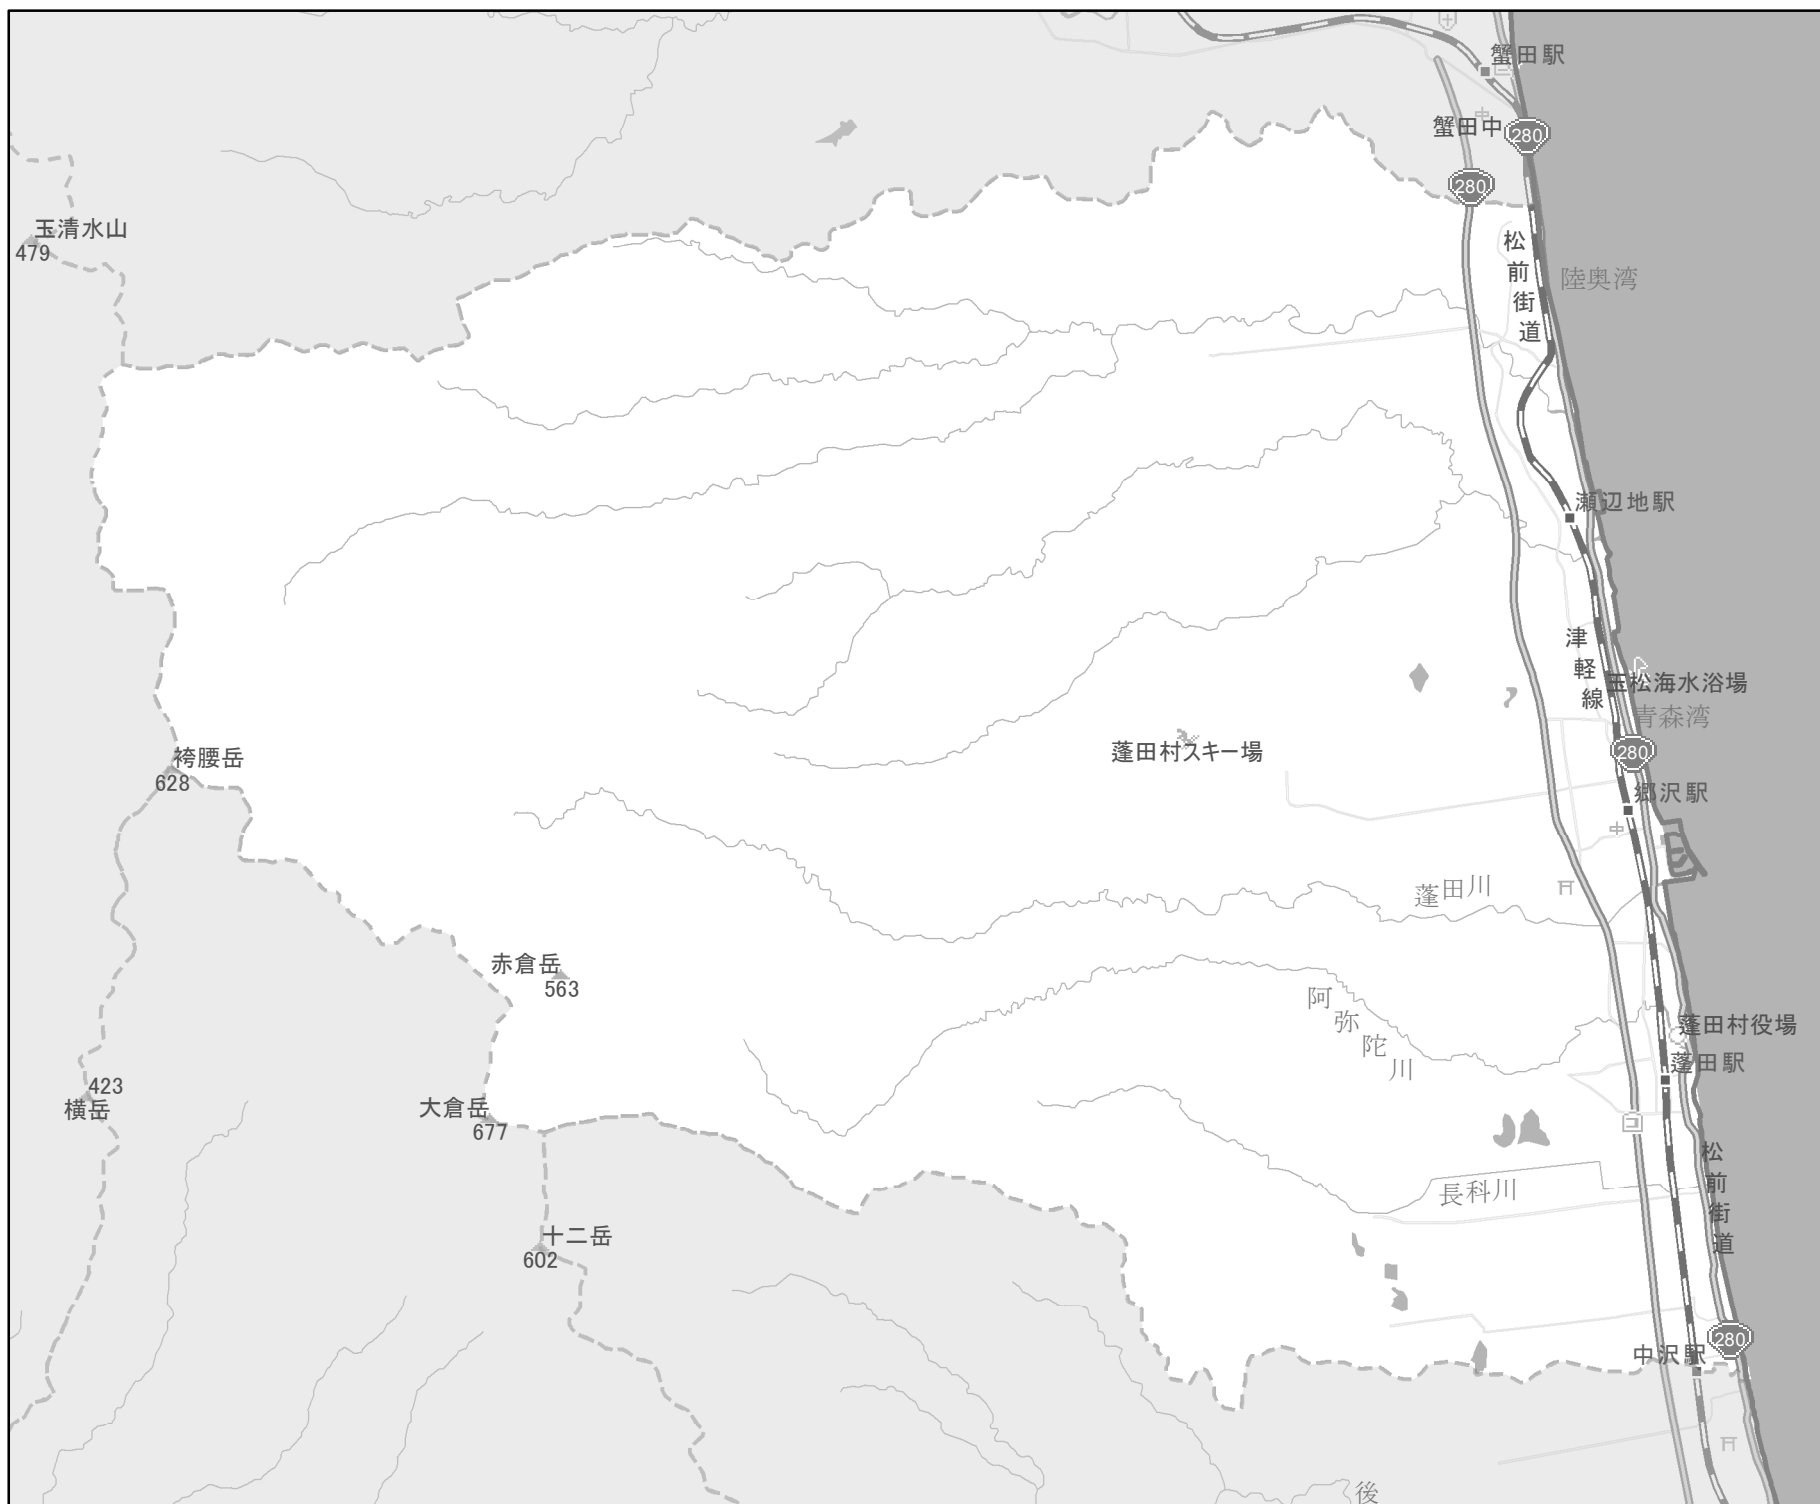 蟹田駅
蟹田中
280
280
玉清水山
479
松前街道
陸奥湾
瀬辺地駅
津軽線
玉松海水浴場
青森湾
蓬田村スキー場
280
袴腰岳
628
郷沢駅
蓬田川
赤倉岳
563
阿弥陀川
蓬田村役場
蓬田駅
423
横岳
大倉岳
677
松前街道
長科川
十二岳
602
280
中沢駅
後